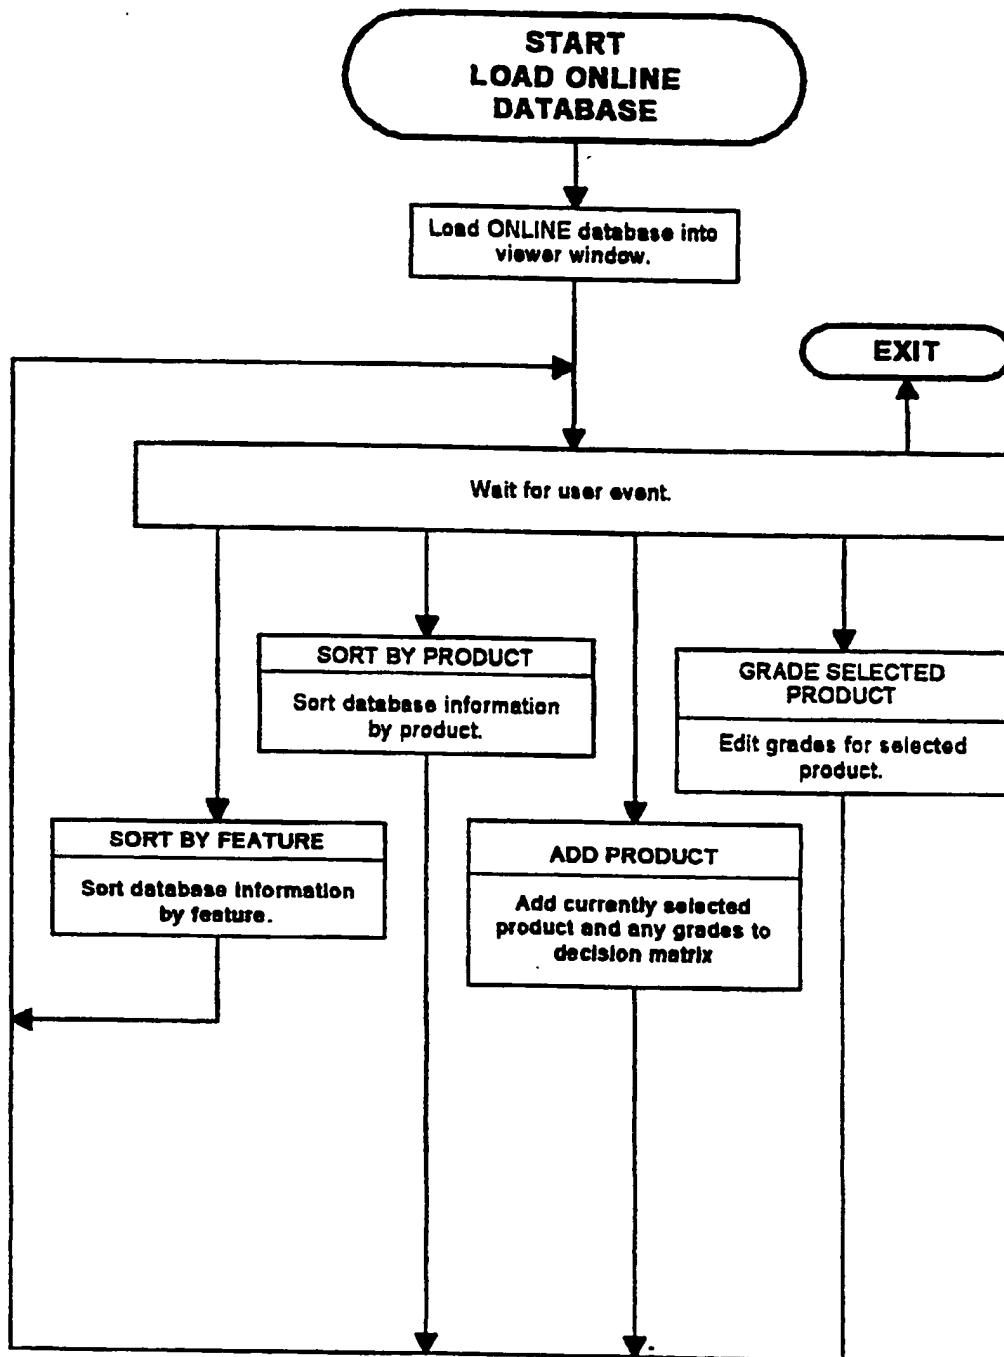 START
LOAD ONLINE
DATABASE
Load ONLINE database into
viewer window.
EXIT
Wait for user event.
SORT BY PRODUCT
Sort database information
by product.
GRADE SELECTED
PRODUCT
Edit grades for selected
product.
SORT BY FEATURE
Sort database information
by feature.
ADD PRODUCT
Add currently selected
product and any grades to
decision matrix